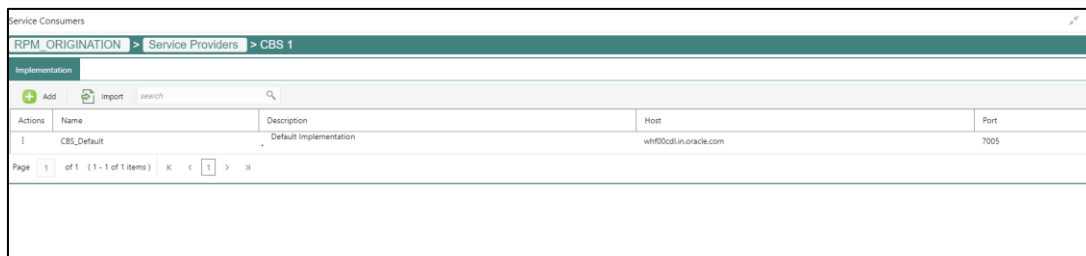 Service Consumers
RPM_ORIGINATION > Service Providers > CBS 1
Implementation
Add Import search
Actions Name Description Host Port
CBS_Default Default Implementation whf00cdl.in.oracle.com 7005
Page 1 of 1 (1 - 1 of 1 items) K < 1 > X